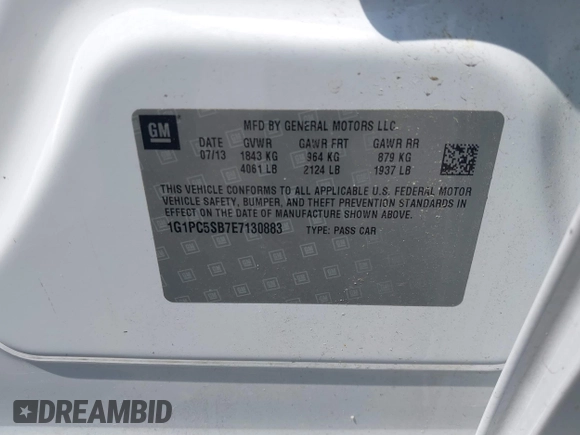 GM
MFD BY GENERAL MOTORS LLC
DATE GVWR GAWR FRT GAWR RR
07/13 1843 KG 964 KG 879 KG
4061 LB 2124 LB 1937 LB
THIS VEHICLE CONFORMS TO ALL APPLICABLE U.S. FEDERAL MOTOR
VEHICLE SAFETY, BUMPER, AND THEFT PREVENTION STANDARDS IN
EFFECT ON THE DATE OF MANUFACTURE SHOWN ABOVE.
1G1PC5SB7E7130883 TYPE: PASS CAR
DREAMBID